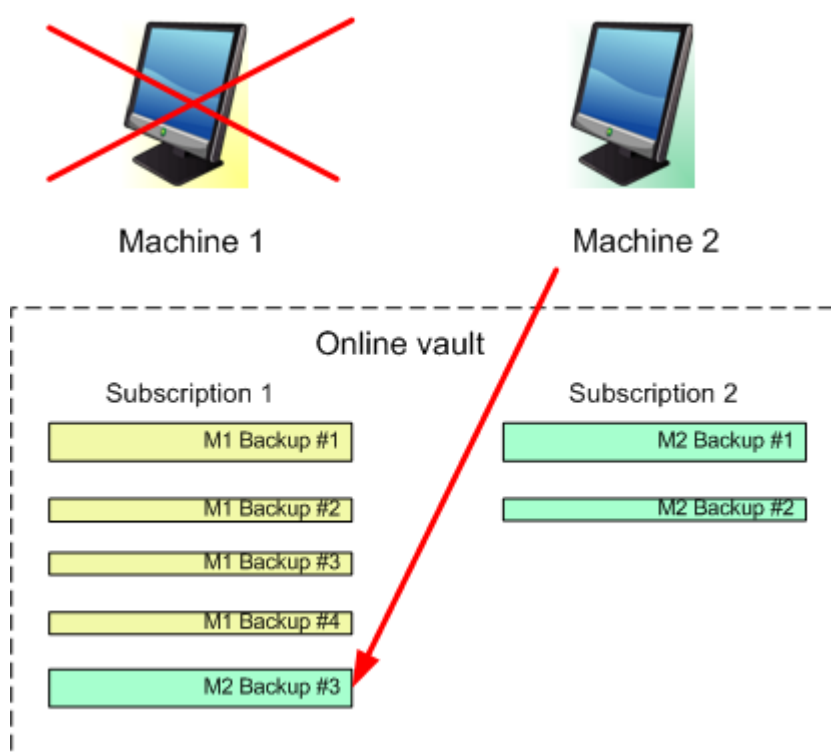 Machine 1
Machine 2
Online vault
Subscription 1
Subscription 2
M1 Backup #1
M2 Backup #1
M1 Backup #2
M2 Backup #2
M1 Backup #3
M1 Backup #4
M2 Backup #3